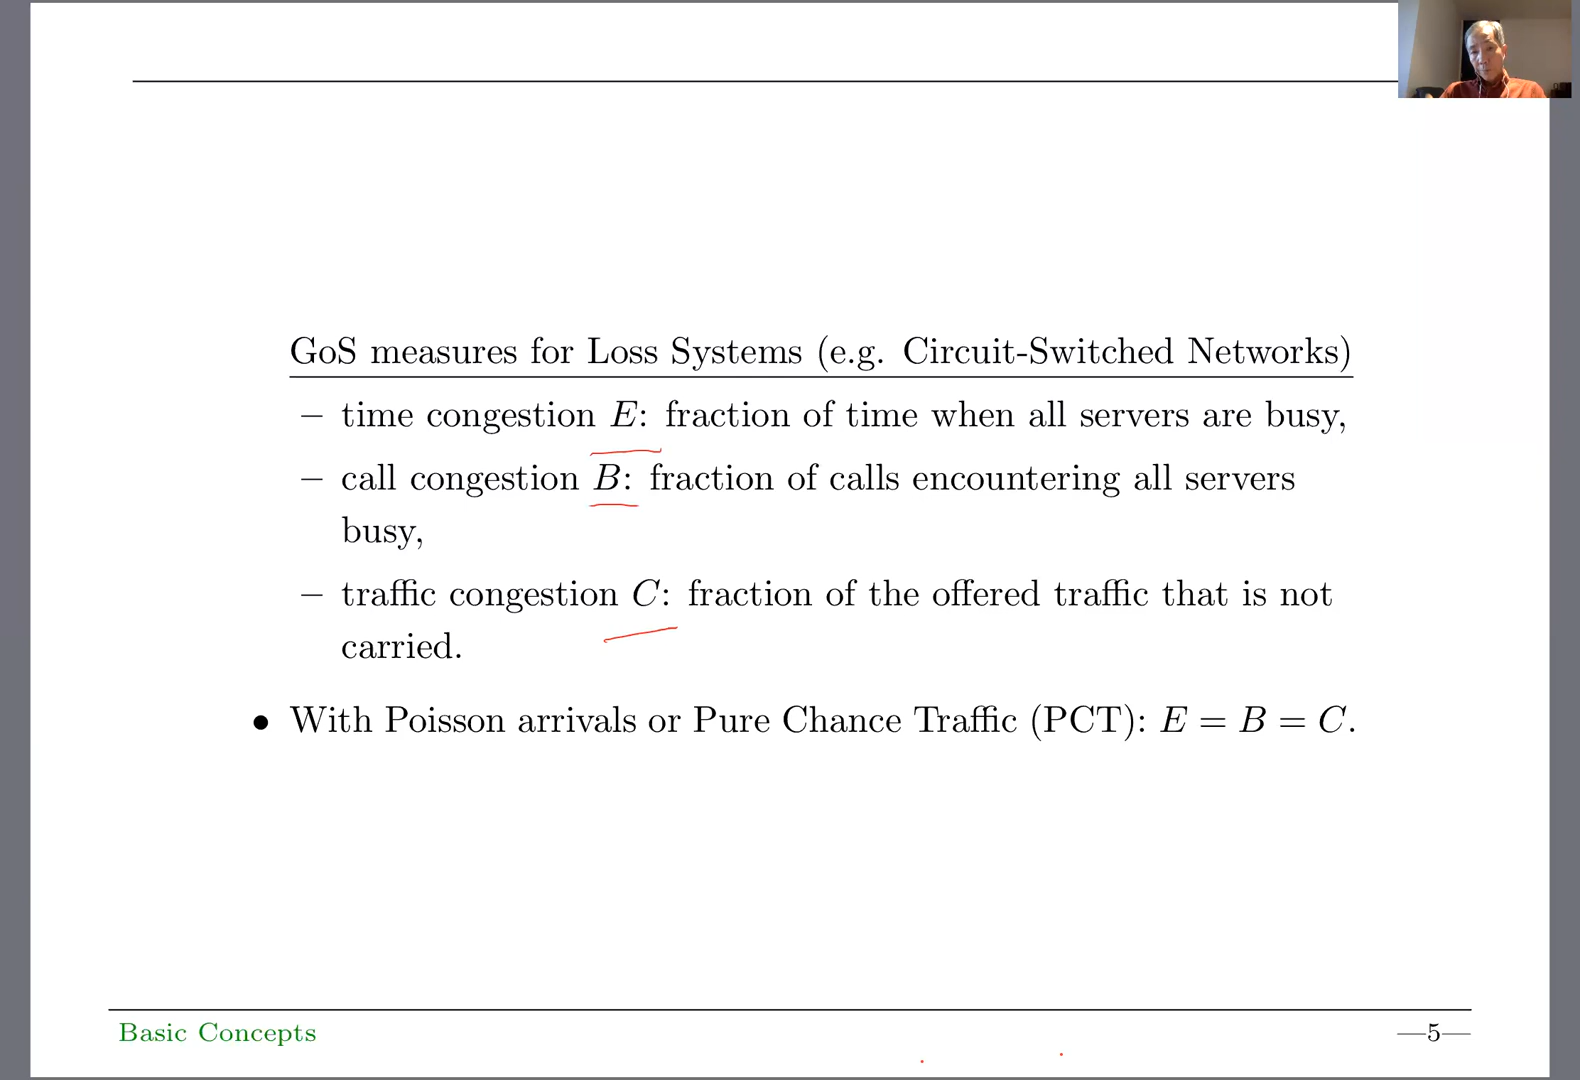 GoS measures for Loss Systems (e.g. Circuit-Switched Networks)
– time congestion E: fraction of time when all servers are busy,
– call congestion B: fraction of calls encountering all servers
busy,
– traffic congestion C: fraction of the offered traffic that is not
carried.
• With Poisson arrivals or Pure Chance Traffic (PCT): E = B = C.
Basic Concepts
—5—